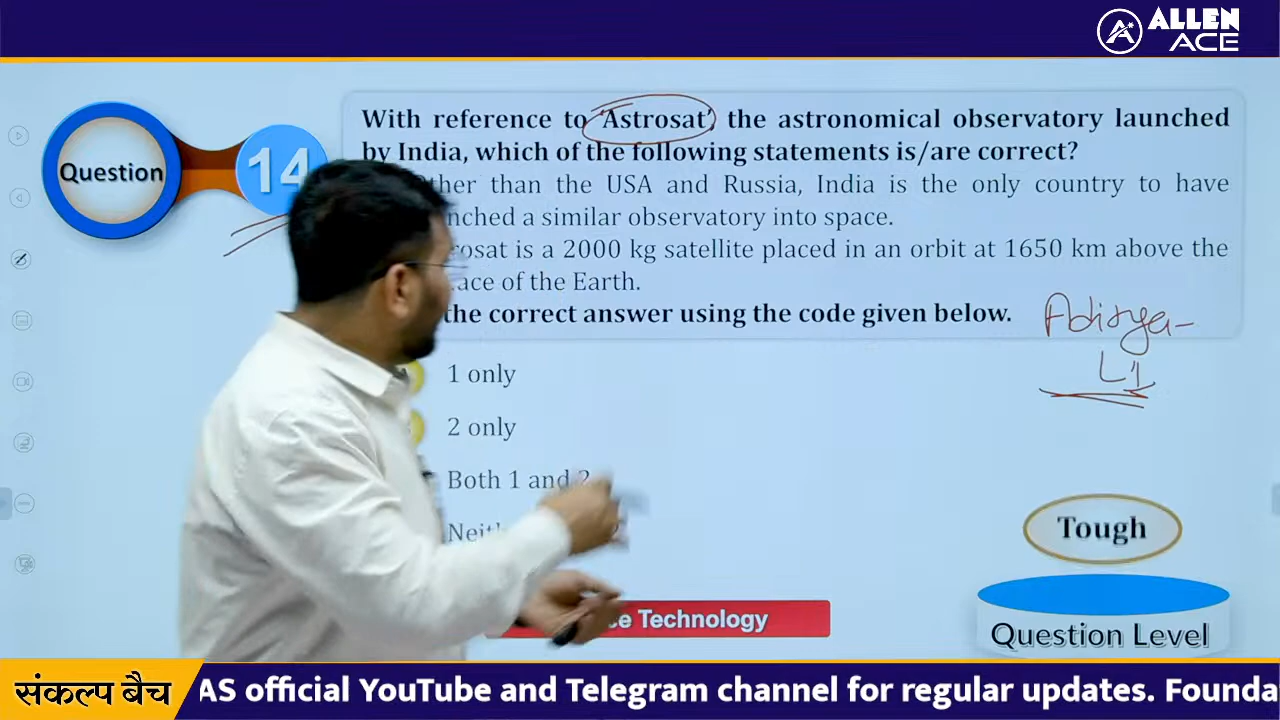 ALLEN
ACE
Question
14
With reference to 'Astrosat', the astronomical observatory launched
by India, which of the following statements is/are correct?
than the USA and Russia, India is the only country to have
a similar observatory into space.
is a 2000 kg satellite placed in an orbit at 1650 km above the
of the Earth.
the correct answer using the code given below.
Aditya-
L1
1 only
2 only
Both 1 and 2
Tough
Technology
Question Level
संकल्प बैच
AS official YouTube and Telegram channel for regular updates. Founda